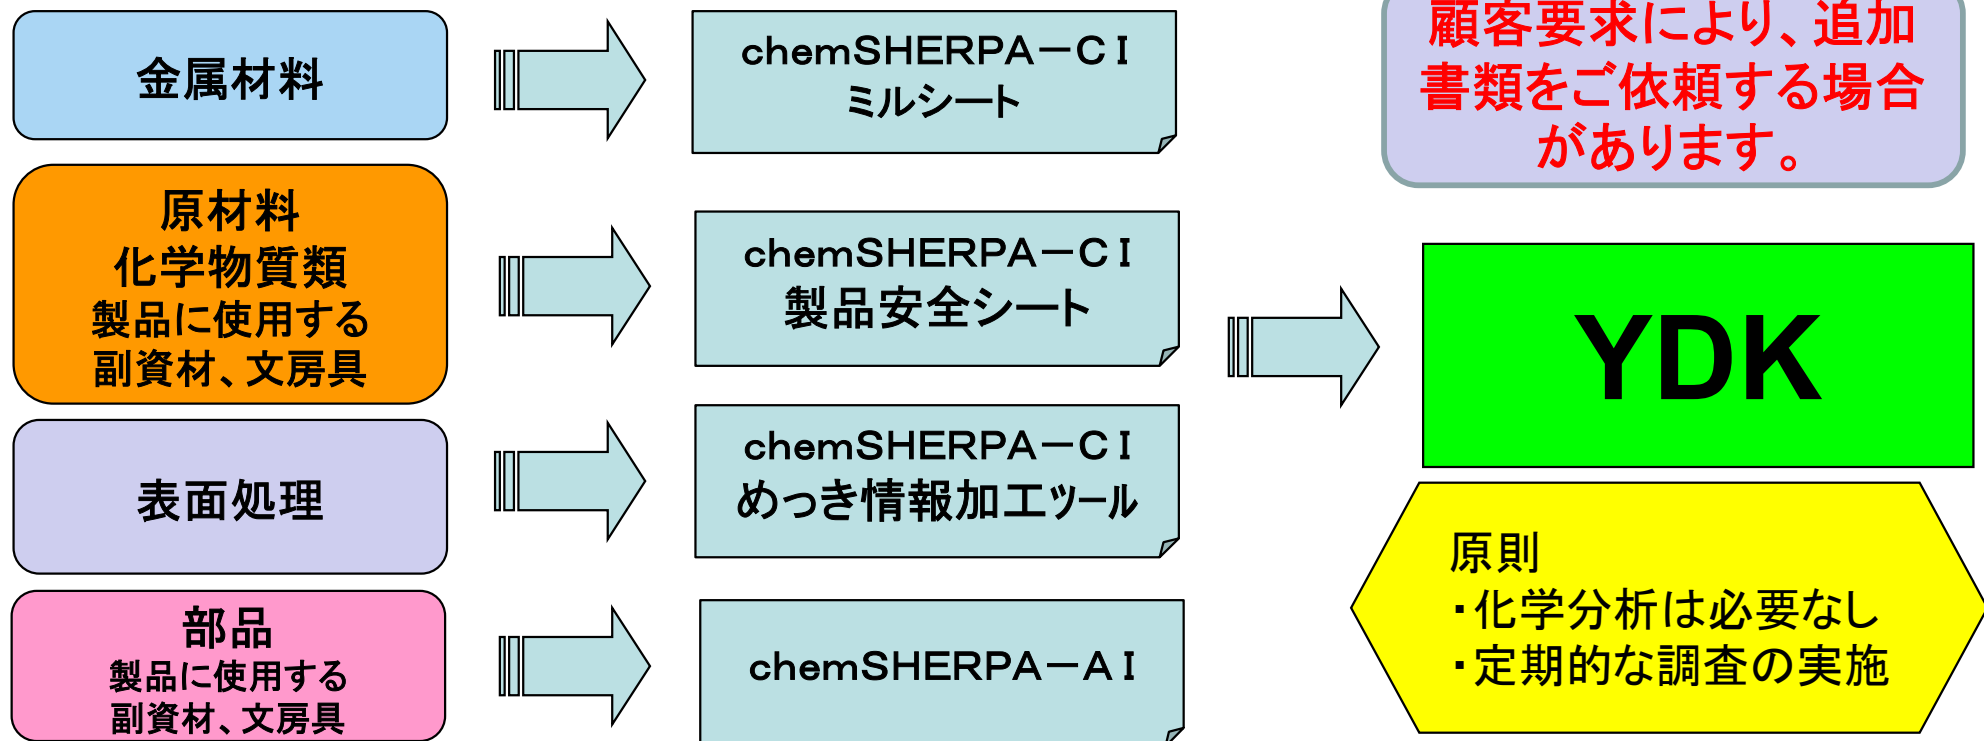 金属材料
chemSHERPA－CI
ミルシート
顧客要求により、追加
書類をご依頼する場合
があります。
原材料
化学物質類
製品に使用する
副資材、文房具
chemSHERPA－CI
製品安全シート
YDK
表面処理
chemSHERPA－CI
めっき情報加工ﾂｰﾙ
原則
・化学分析は必要なし
・定期的な調査の実施
部品
製品に使用する
副資材、文房具
chemSHERPA－AI